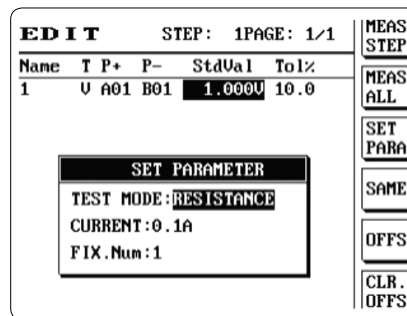 EDIT STEP: 1PAGE: 1/1
Name T P+ P- StdVal Tol%
1 V A01 B01 1.000V 10.0
SET PARAMETER
TEST MODE:RESISTANCE
CURRENT:0.1A
FIX.Num:1
MEAS
STEP
MEAS
ALL
SET
PARA
SAME
OFFS
CLR.
OFFS